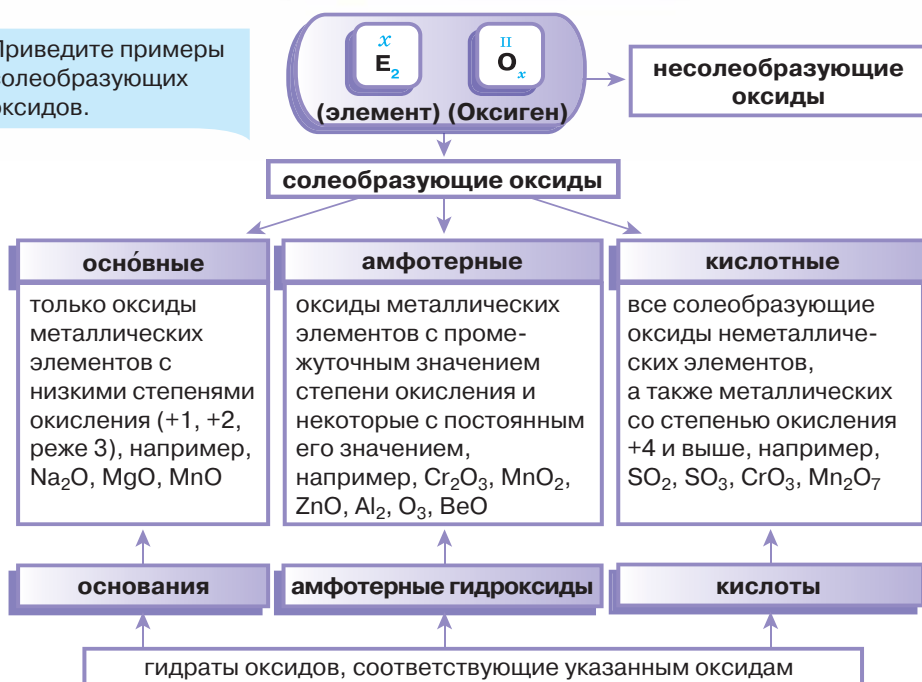 Приведите примеры
солеобразующих
оксидов.
x II
E₂ Oₓ
(элемент) (Оксиген)
несолеобразующие
оксиды
солеобразующие оксиды
осно́вные
только оксиды
металлических
элементов с
низкими степенями
окисления (+1, +2,
реже 3), например,
Na₂O, MgO, MnO
амфотерные
оксиды металлических
элементов с проме-
жуточным значением
степени окисления и
некоторые с постоянным
его значением,
например, Cr₂O₃, MnO₂,
ZnO, Al₂, O₃, BeO
кислотные
все солеобразующие
оксиды неметалличе-
ских элементов,
а также металлических
со степенью окисления
+4 и выше, например,
SO₂, SO₃, CrO₃, Mn₂O₇
основания
амфотерные гидроксиды
кислоты
гидраты оксидов, соответствующие указанным оксидам